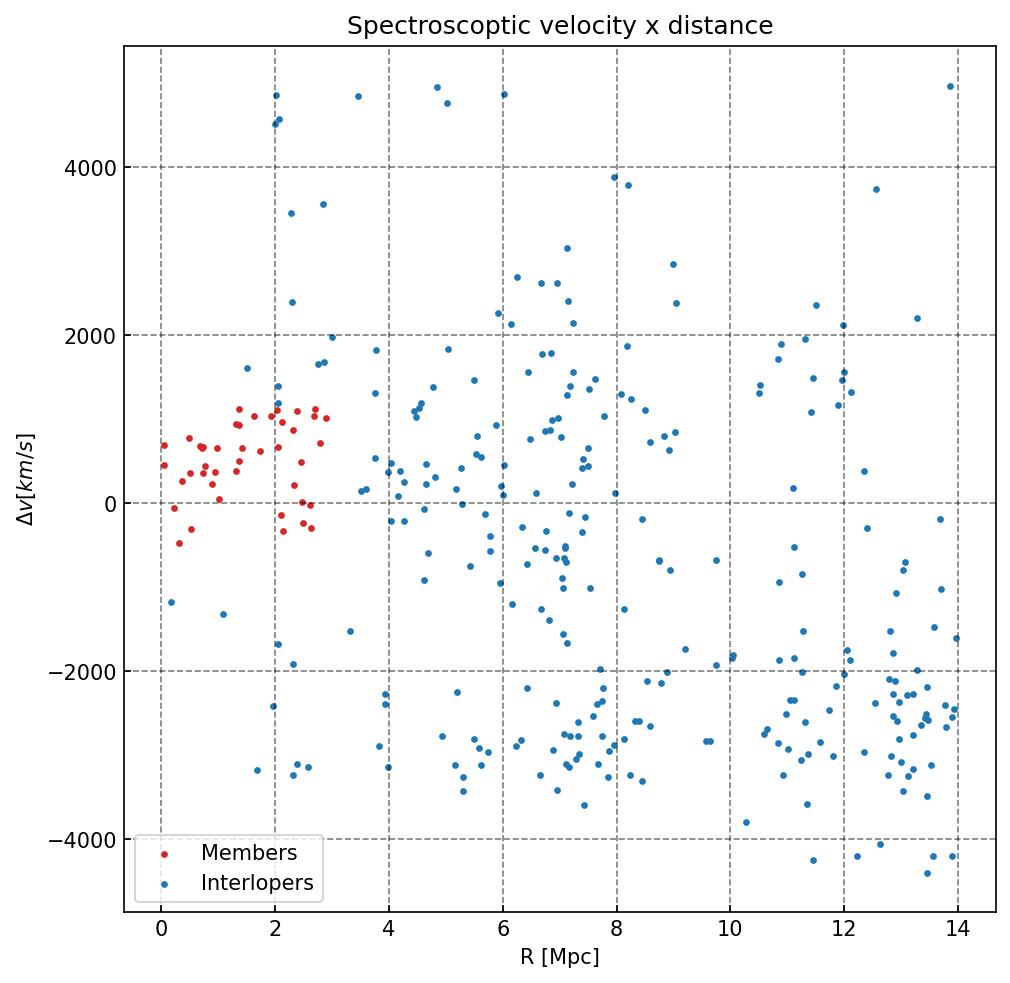 Spectroscoptic velocity x distance
Δv[km/s]
4000
2000
0
−2000
−4000
Members
Interlopers
0 2 4 6 8 10 12 14
R [Mpc]